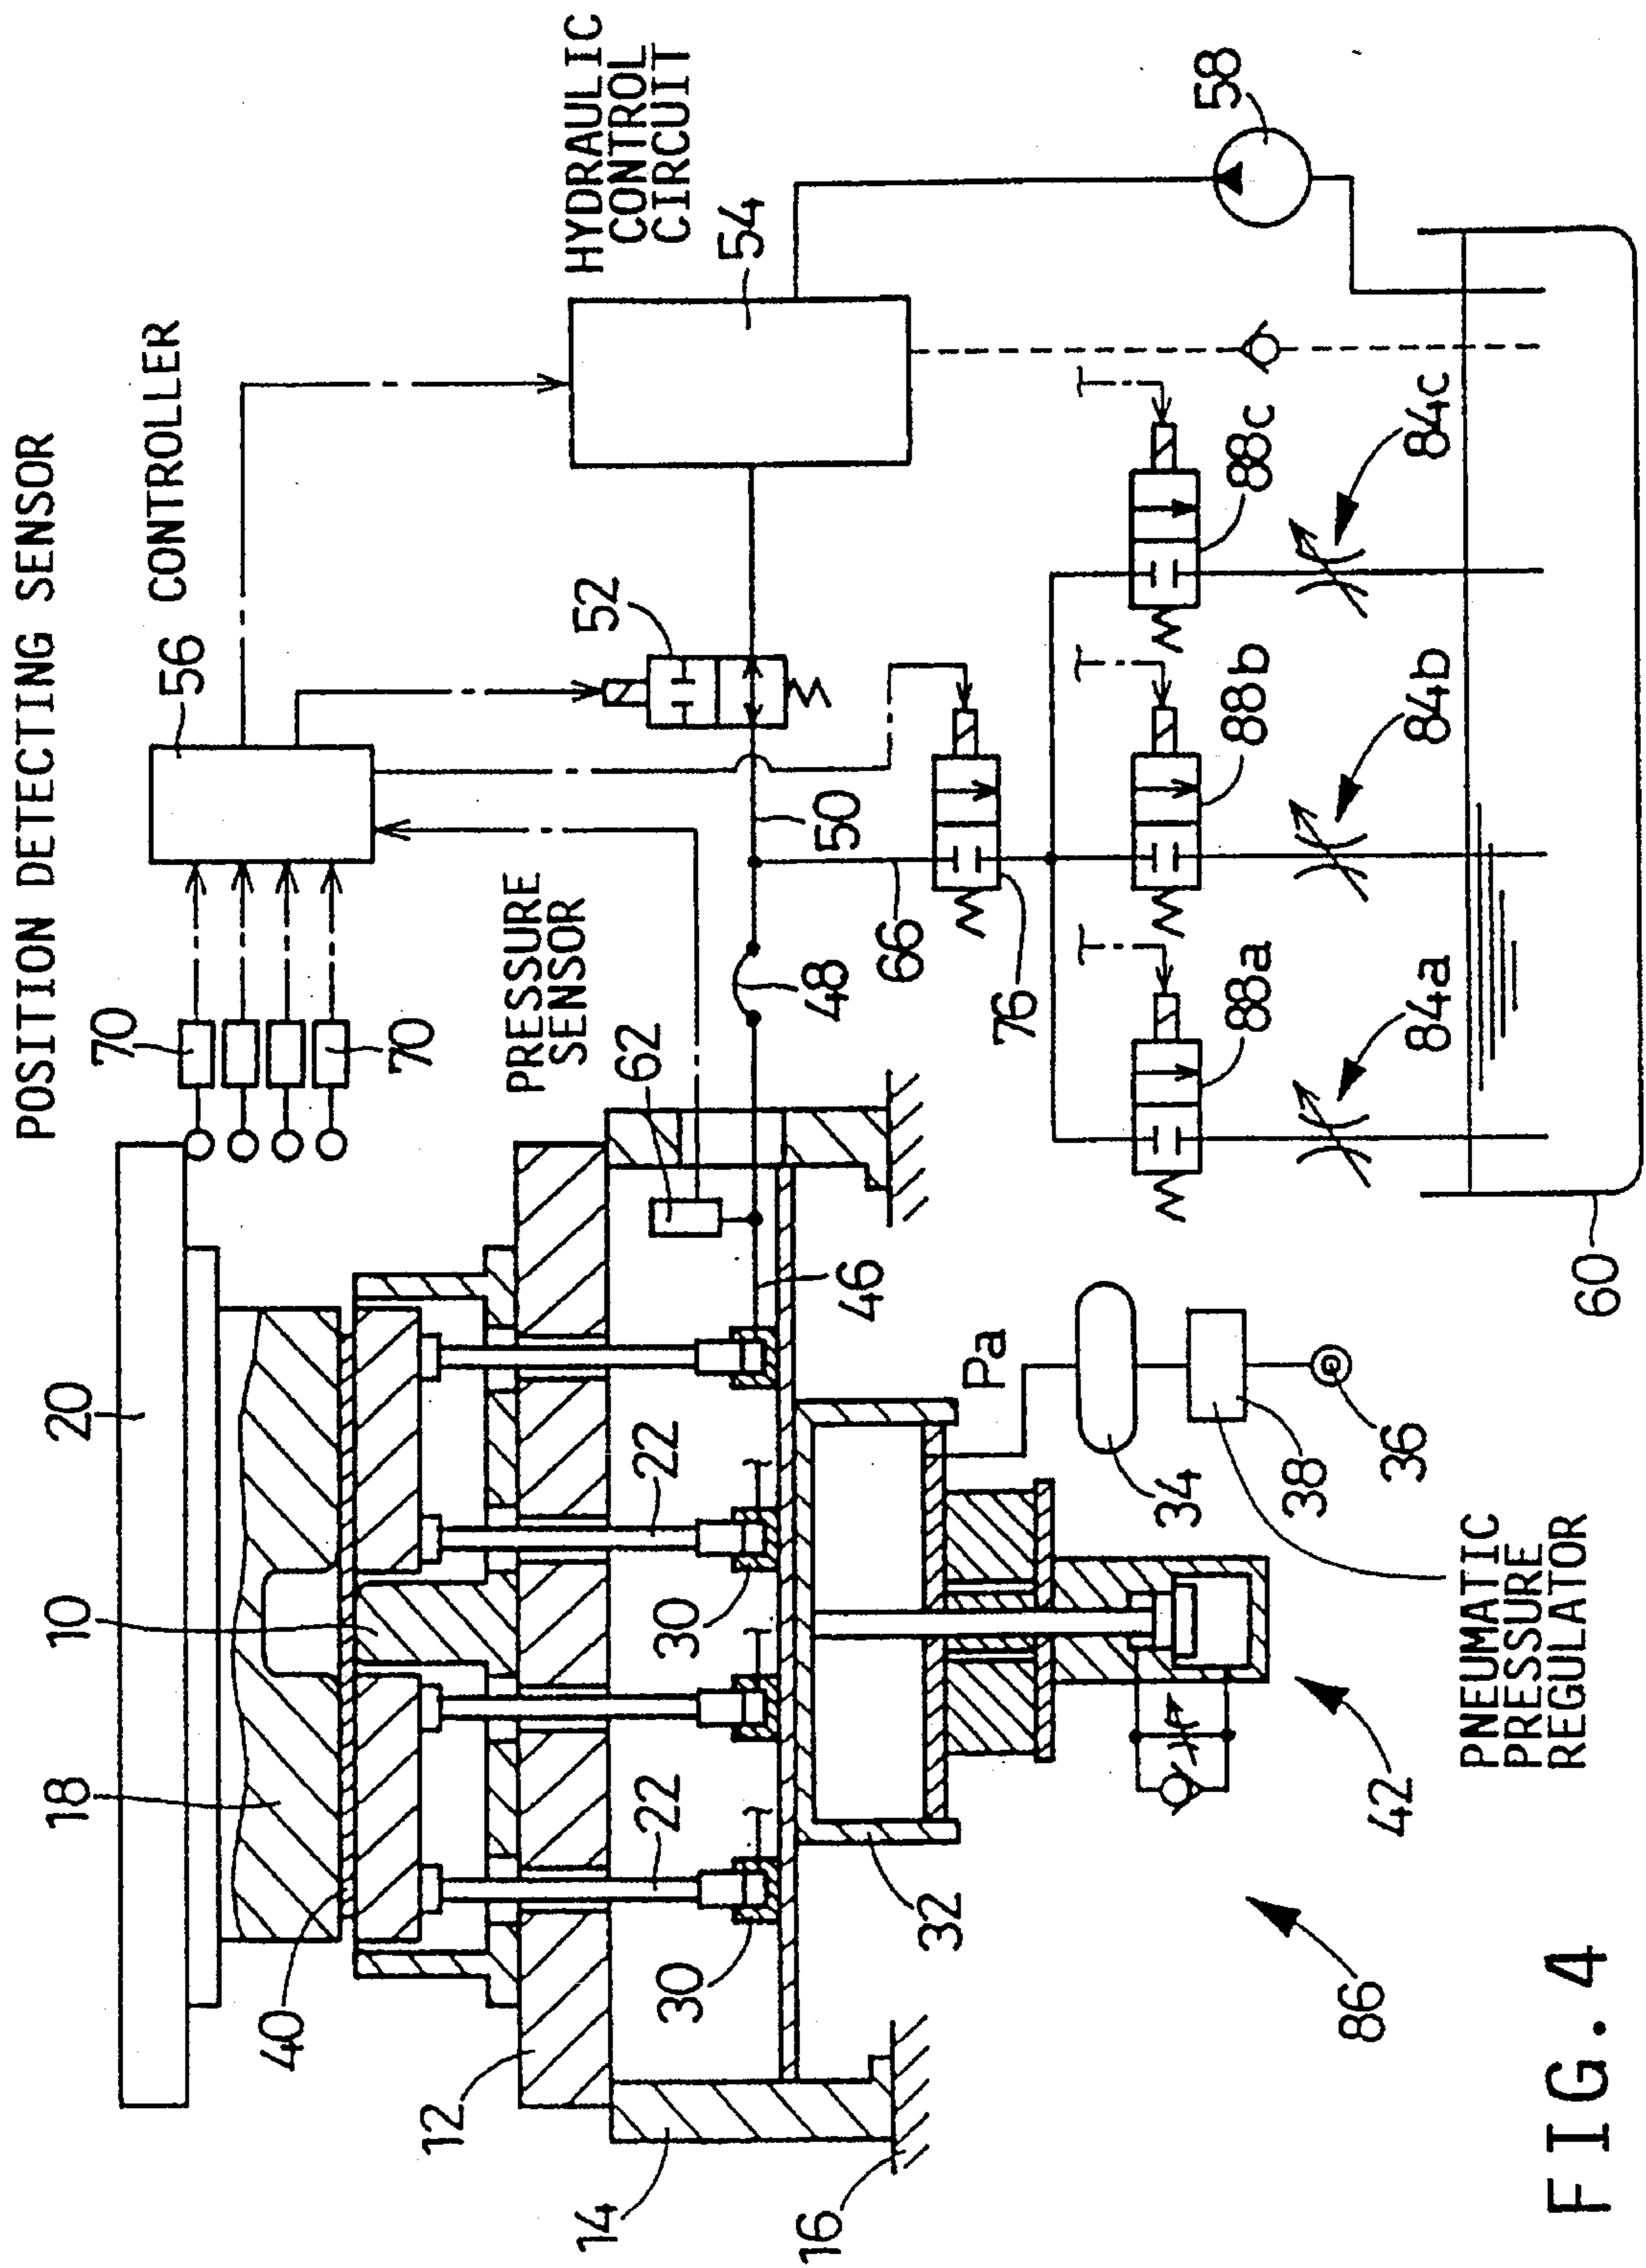 POSITION DETECTING SENSOR
70
70
56
CONTROLLER
HYDRAULIC
CONTROL
CIRCUIT
54
52
PRESSURE
SENSOR
62
20
10
18
40
12
14
16
22
22
30
30
46
48
50
66
76
58
88a
88b
88c
84a
84b
84c
60
Pa
34
38
36
32
42
PNEUMATIC
PRESSURE
REGULATOR
86
FIG. 4